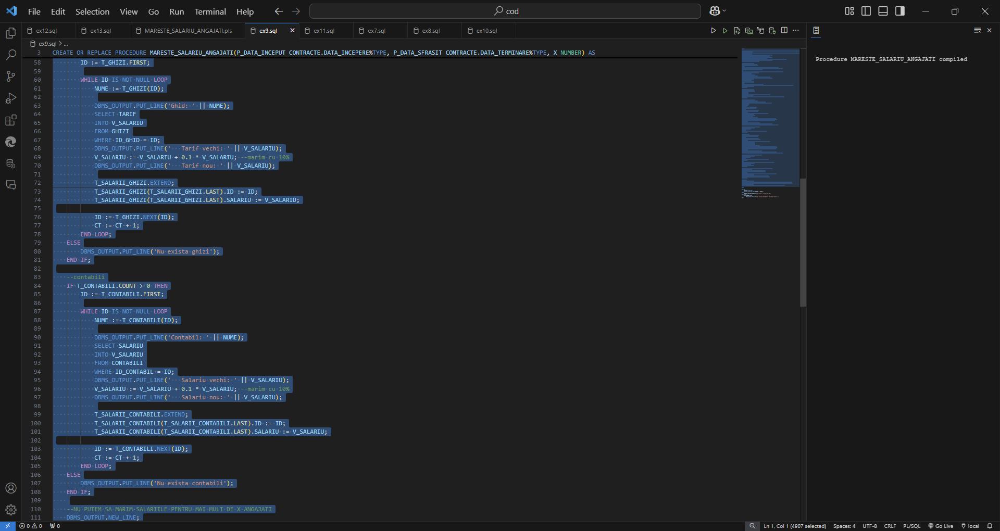 File Edit Selection View Go Run Terminal Help
cod
ex12.sql ex13.sql MARESTE_SALARIU_ANGAJATI.pls ex9.sql ex11.sql ex7.sql ex8.sql ex10.sql
ex9.sql > ...
3 CREATE OR REPLACE PROCEDURE MARESTE_SALARIU_ANGAJATI(P_DATA_INCEPUT CONTRACTE.DATA_INCEPERE%TYPE, P_DATA_SFRASIT CONTRACTE.DATA_TERMINARE%TYPE, X NUMBER) AS
58 ID := T_GHIZI.FIRST;
59
60 WHILE ID IS NOT NULL LOOP
61 NUME := T_GHIZI(ID);
62
63 DBMS_OUTPUT.PUT_LINE('Ghid: ' || NUME);
64 SELECT TARIF
65 INTO V_SALARIU
66 FROM GHIZI
67 WHERE ID_GHID = ID;
68 DBMS_OUTPUT.PUT_LINE('   Tarif vechi: ' || V_SALARIU);
69 V_SALARIU := V_SALARIU + 0.1 * V_SALARIU; --marim cu 10%
70 DBMS_OUTPUT.PUT_LINE('   Tarif nou: ' || V_SALARIU);
71
72 T_SALARII_GHIZI.EXTEND;
73 T_SALARII_GHIZI(T_SALARII_GHIZI.LAST).ID := ID;
74 T_SALARII_GHIZI(T_SALARII_GHIZI.LAST).SALARIU := V_SALARIU;
75
76 ID := T_GHIZI.NEXT(ID);
77 CT := CT + 1;
78 END LOOP;
79 ELSE
80 DBMS_OUTPUT.PUT_LINE('Nu exista ghizi');
81 END IF;
82
83 --contabili
84 IF T_CONTABILI.COUNT > 0 THEN
85 ID := T_CONTABILI.FIRST;
86
87 WHILE ID IS NOT NULL LOOP
88 NUME := T_CONTABILI(ID);
89
90 DBMS_OUTPUT.PUT_LINE('Contabil: ' || NUME);
91 SELECT SALARIU
92 INTO V_SALARIU
93 FROM CONTABILI
94 WHERE ID_CONTABIL = ID;
95 DBMS_OUTPUT.PUT_LINE('   Salariu vechi: ' || V_SALARIU);
96 V_SALARIU := V_SALARIU + 0.1 * V_SALARIU; --marim cu 10%
97 DBMS_OUTPUT.PUT_LINE('   Salariu nou: ' || V_SALARIU);
98
99 T_SALARII_CONTABILI.EXTEND;
100 T_SALARII_CONTABILI(T_SALARII_CONTABILI.LAST).ID := ID;
101 T_SALARII_CONTABILI(T_SALARII_CONTABILI.LAST).SALARIU := V_SALARIU;
102
103 ID := T_CONTABILI.NEXT(ID);
104 CT := CT + 1;
105 END LOOP;
106 ELSE
107 DBMS_OUTPUT.PUT_LINE('Nu exista contabili');
108 END IF;
109
110 --NU PUTEM SA MARIM SALARIILE PENTRU MAI MULT DE X ANGAJATI
111 DBMS_OUTPUT.NEW_LINE;
Procedure MARESTE_SALARIU_ANGAJATI compiled
0 0 0 Ln 1, Col 1 (4907 selected) Spaces: 4 UTF-8 CRLF PL/SQL Go Live local